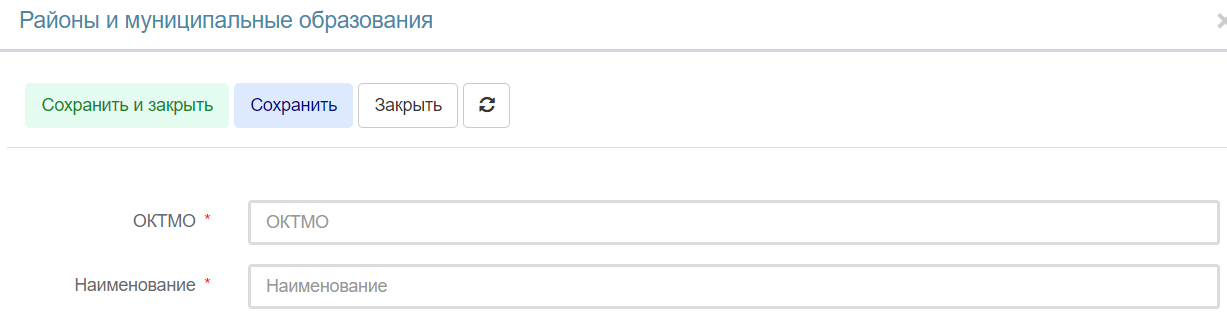 Районы и муниципальные образования
Сохранить и закрыть Сохранить Закрыть
ОКТМО * ОКТМО
Наименование * Наименование